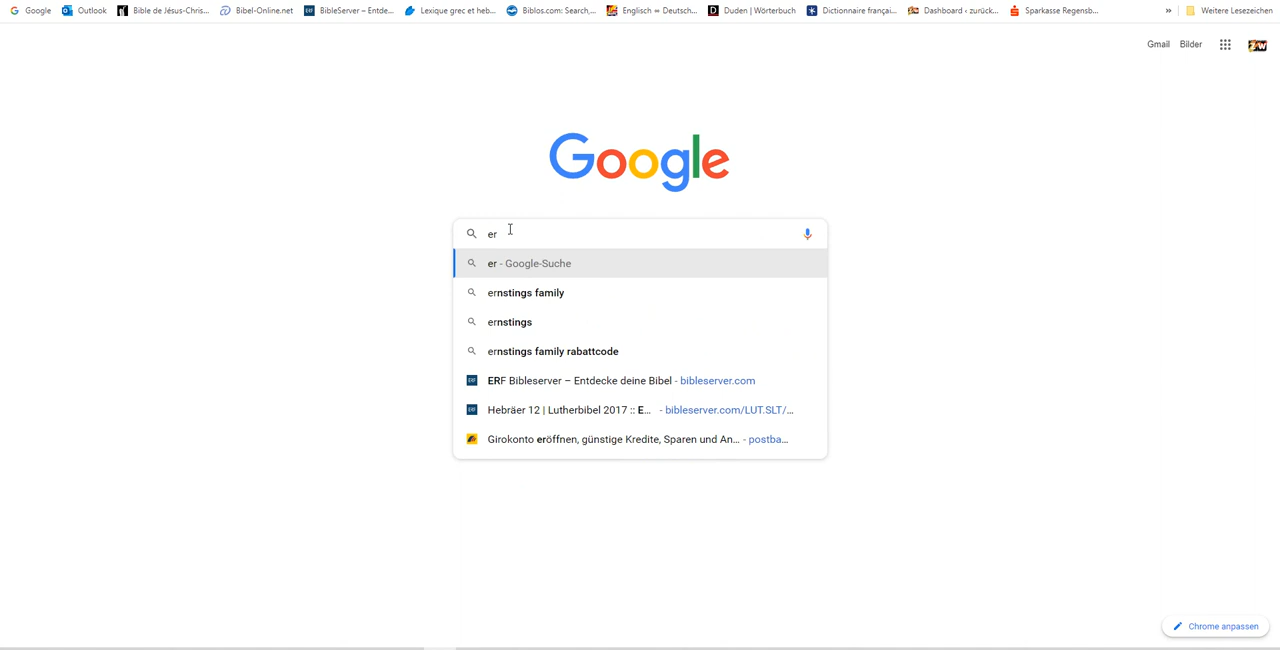 Google Outlook Bible de Jésus-Chris... Bibel-Online.net BibleServer – Entde... Lexique grec et heb... Biblos.com: Search,... Englisch ⇔ Deutsch... Duden | Wörterbuch Dictionnaire françai... Dashboard ‹ zurück... Sparkasse Regensb... » Weitere Lesezeichen
Gmail Bilder
Google
er
er - Google-Suche
ernstings family
ernstings
ernstings family rabattcode
ERF Bibleserver – Entdecke deine Bibel - bibleserver.com
Hebräer 12 | Lutherbibel 2017 :: E... - bibleserver.com/LUT.SLT/...
Girokonto eröffnen, günstige Kredite, Sparen und An... - postba...
Chrome anpassen